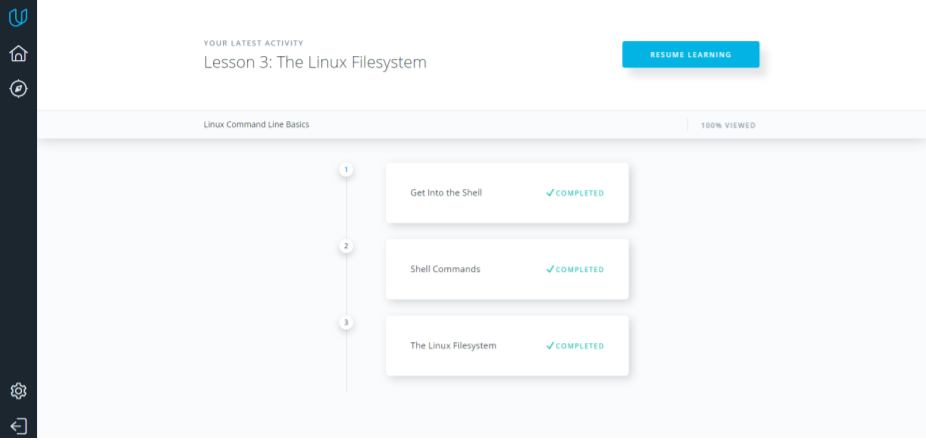 YOUR LATEST ACTIVITY
Lesson 3: The Linux Filesystem
RESUME LEARNING
Linux Command Line Basics
100% VIEWED
1
Get Into the Shell
COMPLETED
2
Shell Commands
COMPLETED
3
The Linux Filesystem
COMPLETED